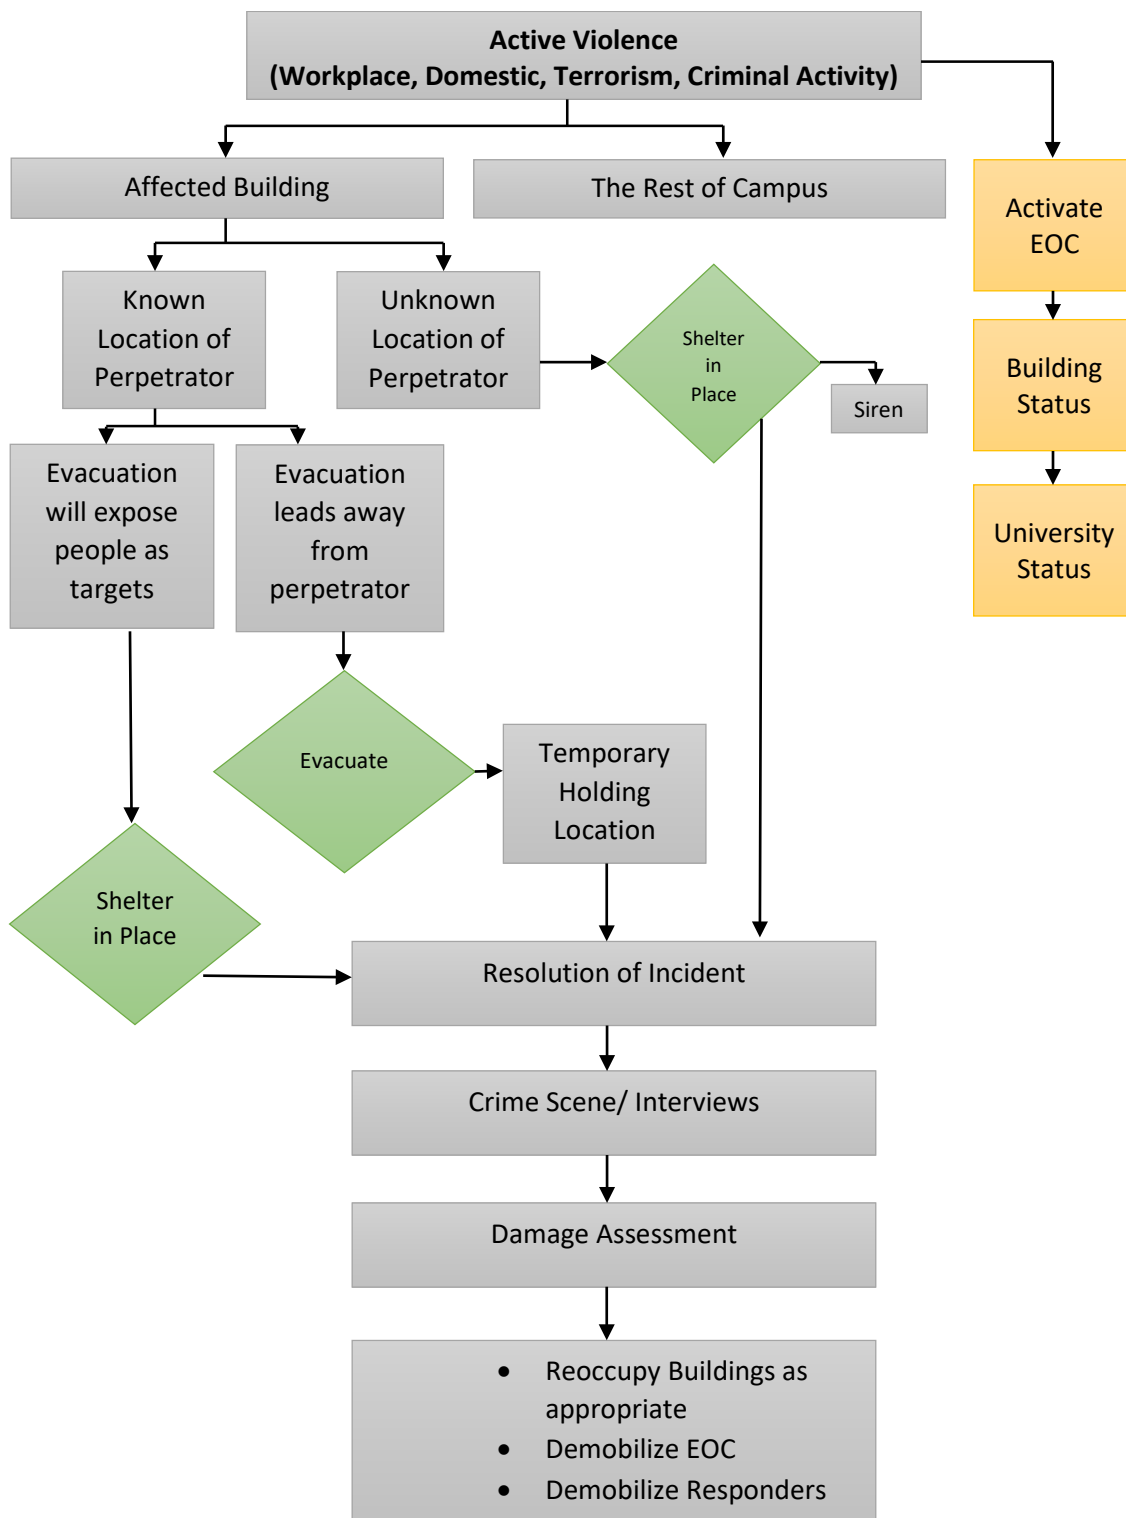 Active Violence
(Workplace, Domestic, Terrorism, Criminal Activity)
Affected Building
The Rest of Campus
Activate
EOC
Known
Location of
Perpetrator
Unknown
Location of
Perpetrator
Shelter
in
Place
Siren
Building
Status
Evacuation
will expose
people as
targets
Evacuation
leads away
from
perpetrator
University
Status
Evacuate
Temporary
Holding
Location
Shelter
in Place
Resolution of Incident
Crime Scene/ Interviews
Damage Assessment
• Reoccupy Buildings as
appropriate
• Demobilize EOC
• Demobilize Responders